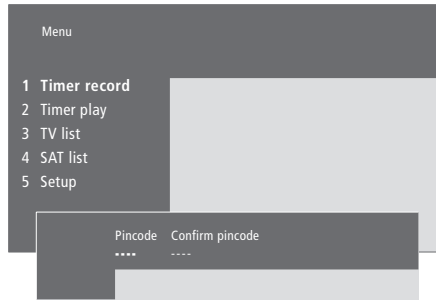 Menu
1 Timer record
2 Timer play
3 TV list
4 SAT list
5 Setup
Pincode Confirm pincode
---- ----